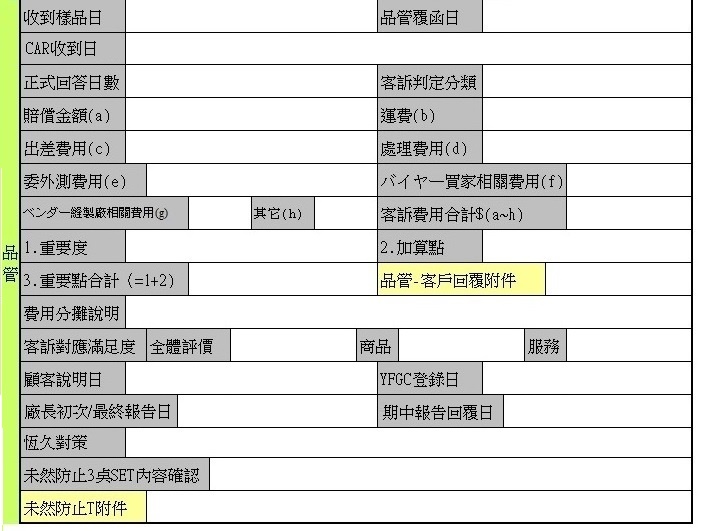 收到樣品日 品管覆函日
CAR收到日
正式回答日數 客訴判定分類
賠償金額(a) 運費(b)
出差費用(c) 處理費用(d)
委外測費用(e) バイヤー買家相關費用(f)
ベンダー縫製廠相關費用(g) 其它(h) 客訴費用合計$(a~h)
品管
1.重要度 2.加算點
3.重要點合計 (=1+2) 品管-客戶回覆附件
費用分攤說明
客訴對應滿足度 全體評價 商品 服務
顧客說明日 YFGC登錄日
廠長初次/最終報告日 期中報告回覆日
恆久對策
未然防止3奌SET內容確認
未然防止T附件